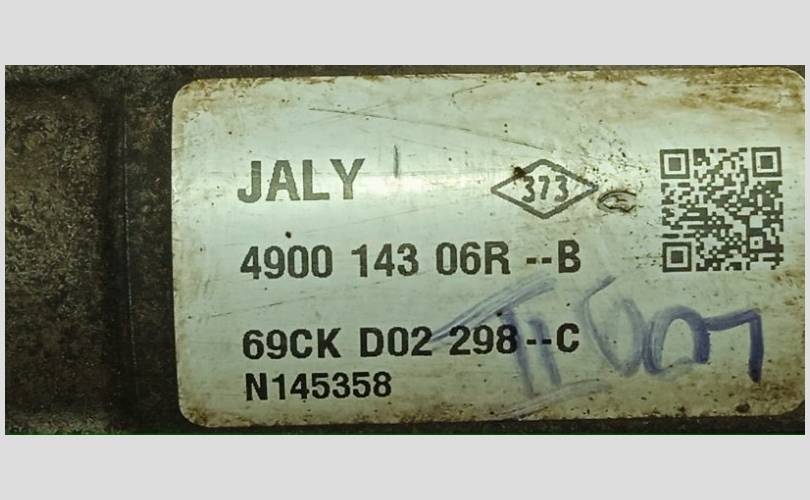 JALY
373
4900 143 06R --B
69CK D02 298--C
N145358